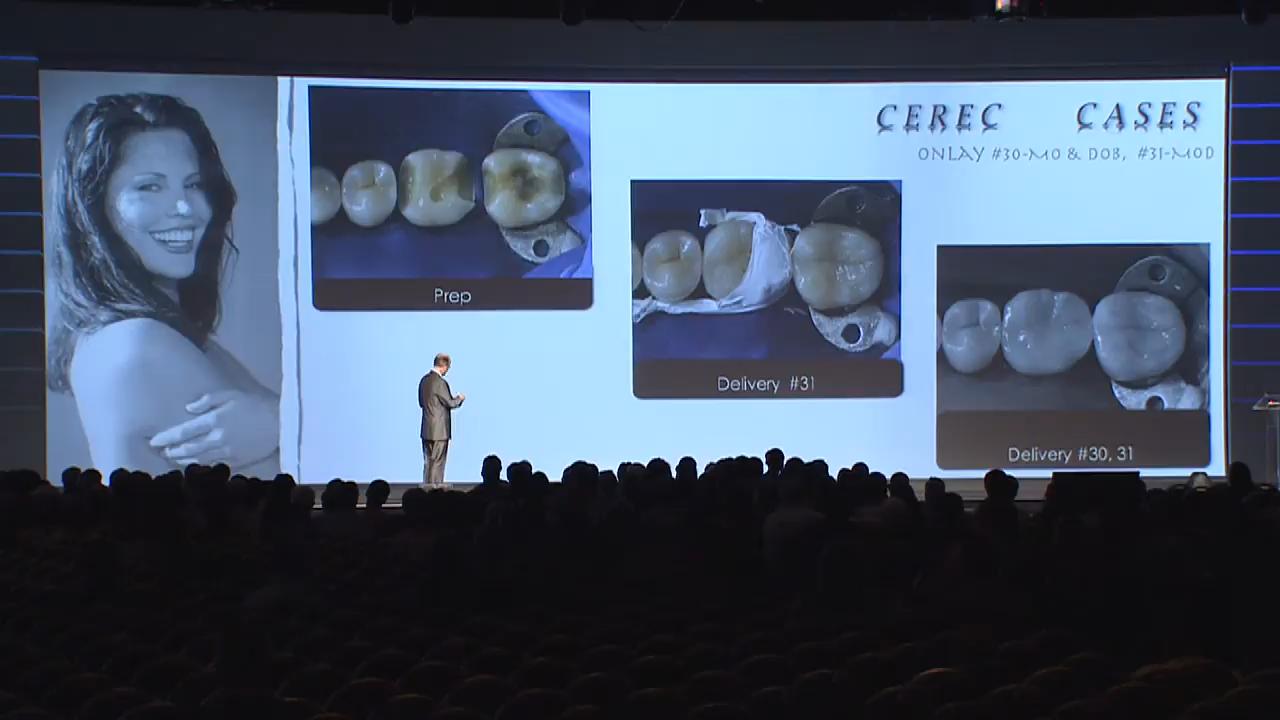 CEREC CASES
ONLAY #30-MO & DOB, #31-MOD
Prep
Delivery #31
Delivery #30, 31